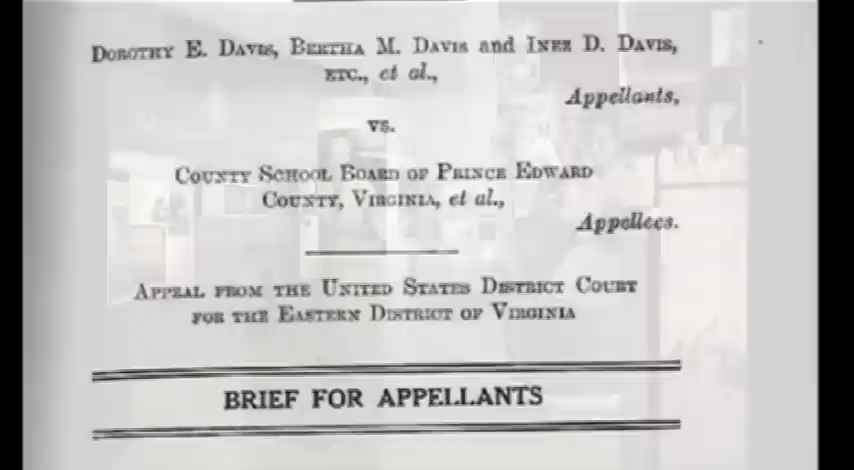 DOROTHY E. DAVIS, BERTHA M. DAVIS and INEZ D. DAVIS,
ETC., et al.,
Appellants,
vs.
COUNTY SCHOOL BOARD OF PRINCE EDWARD
COUNTY, VIRGINIA, et al.,
Appellees.
APPEAL FROM THE UNITED STATES DISTRICT COURT
FOR THE EASTERN DISTRICT OF VIRGINIA
BRIEF FOR APPELLANTS